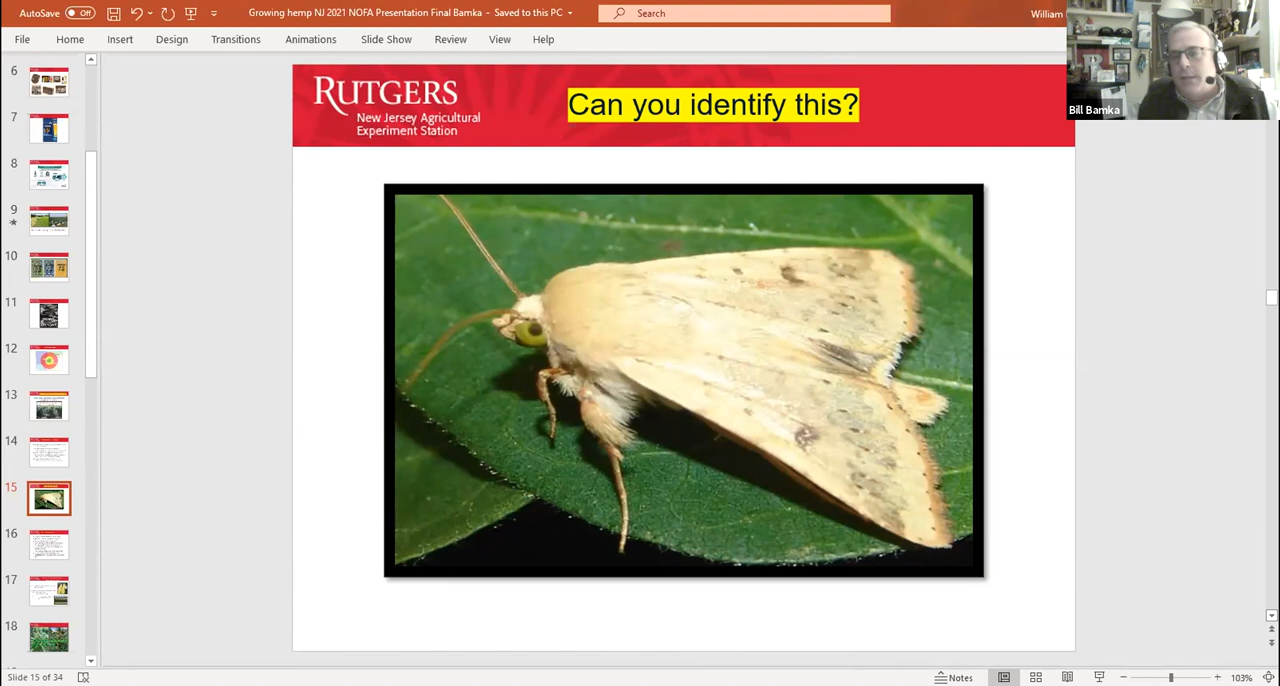 AutoSave Off Growing hemp NJ 2021 NOFA Presentation Final Bamka - Saved to this PC Search William
File Home Insert Design Transitions Animations Slide Show Review View Help
Bill Bamka
6
7
8
9
10
11
12
13
14
15
16
17
18
RUTGERS
New Jersey Agricultural
Experiment Station
Can you identify this?
Slide 15 of 34 Notes 103%